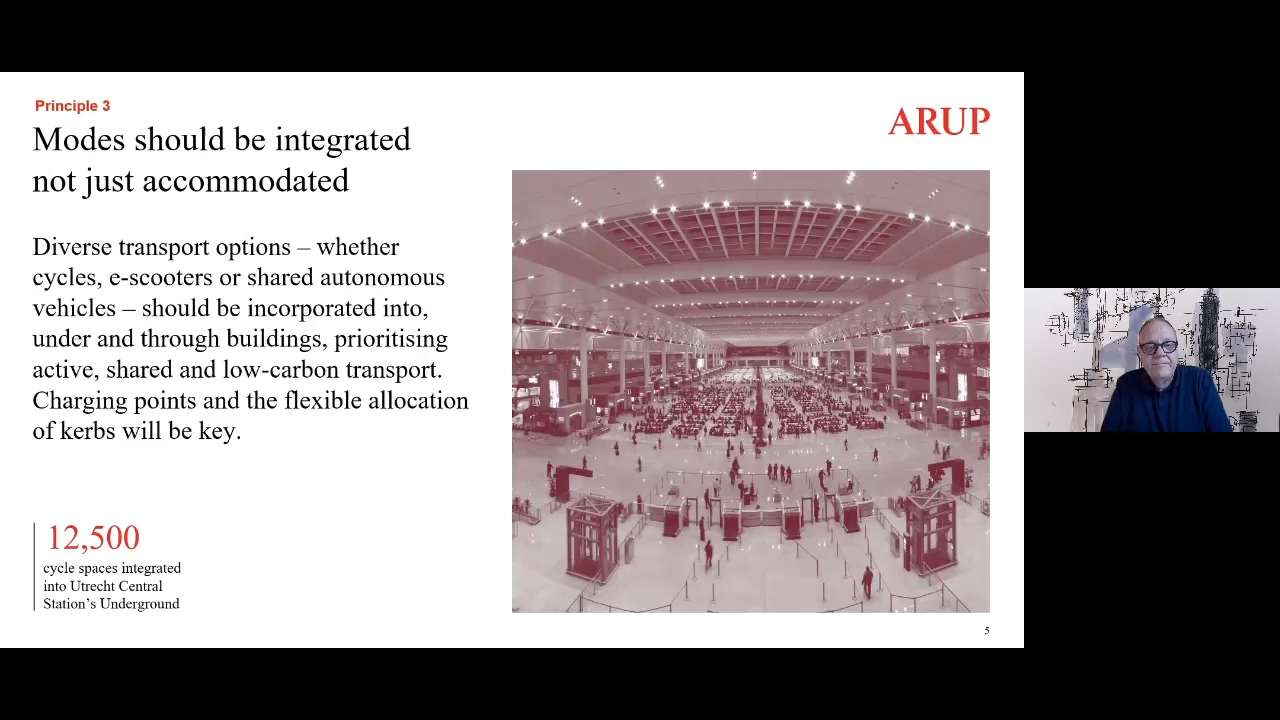 Principle 3
Modes should be integrated
not just accommodated
ARUP
Diverse transport options – whether
cycles, e-scooters or shared autonomous
vehicles – should be incorporated into,
under and through buildings, prioritising
active, shared and low-carbon transport.
Charging points and the flexible allocation
of kerbs will be key.
12,500
cycle spaces integrated
into Utrecht Central
Station’s Underground
5